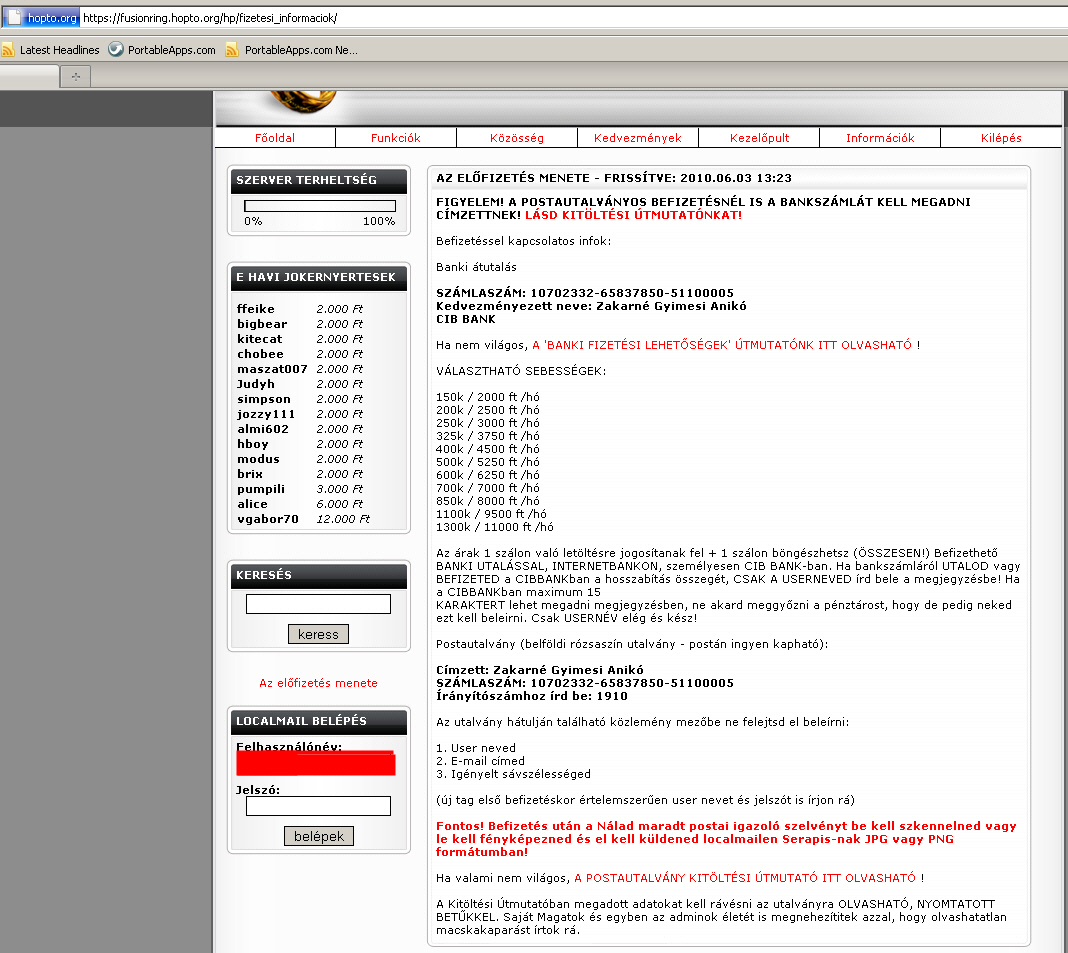 hopto.org https://fusionring.hopto.org/hp/fizetesi_informaciok/
Latest Headlines PortableApps.com PortableApps.com Ne...
Főoldal Funkciók Közösség Kedvezmények Kezelőpult Információk Kilépés
SZERVER TERHELTSÉG
0% 100%
E HAVI JOKERNYERTESEK
ffeike 2.000 Ft
bigbear 2.000 Ft
kitecat 2.000 Ft
chobee 2.000 Ft
maszat007 2.000 Ft
Judyh 2.000 Ft
simpson 2.000 Ft
jozzy111 2.000 Ft
almi602 2.000 Ft
hboy 2.000 Ft
modus 2.000 Ft
brix 2.000 Ft
pumpili 3.000 Ft
alice 6.000 Ft
vgabor70 12.000 Ft
KERESÉS
keress
Az előfizetés menete
LOCALMAIL BELÉPÉS
Felhasználónév:
Jelszó:
belépek
AZ ELŐFIZETÉS MENETE - FRISSÍTVE: 2010.06.03 13:23
FIGYELEM! A POSTAUTALVÁNYOS BEFIZETÉSNÉL IS A BANKSZÁMLÁT KELL MEGADNI
CÍMZETTNEK! LÁSD KITÖLTÉSI ÚTMUTATÓNKAT!
Befizetéssel kapcsolatos infok:
Banki átutalás
SZÁMLASZÁM: 10702332-65837850-51100005
Kedvezményezett neve: Zakarné Gyimesi Anikó
CIB BANK
Ha nem világos, A 'BANKI FIZETÉSI LEHETŐSÉGEK' ÚTMUTATÓNK ITT OLVASHATÓ !
VÁLASZTHATÓ SEBESSÉGEK:
150k / 2000 ft /hó
200k / 2500 ft /hó
250k / 3000 ft /hó
325k / 3750 ft /hó
400k / 4500 ft /hó
500k / 5250 ft /hó
600k / 6250 ft /hó
700k / 7000 ft /hó
850k / 8000 ft /hó
1100k / 9500 ft /hó
1300k / 11000 ft /hó
Az árak 1 szálon való letöltésre jogosítanak fel + 1 szálon böngészhetsz (ÖSSZESEN!) Befizethető
BANKI UTALÁSSAL, INTERNETBANKON, személyesen CIB BANK-ban. Ha bankszámláról UTALOD vagy
BEFIZETED a CIBBANKban a hosszabítás összegét, CSAK A USERNEVED írd bele a megjegyzésbe! Ha
a CIBBANKban maximum 15
KARAKTERT lehet megadni megjegyzésben, ne akard meggyőzni a pénztárost, hogy de pedig neked
ezt kell beleirni. Csak USERNÉV elég és kész!
Postautalvány (belföldi rózsaszín utalvány - postán ingyen kapható):
Címzett: Zakarné Gyimesi Anikó
SZÁMLASZÁM: 10702332-65837850-51100005
Írányítószámhoz írd be: 1910
Az utalvány hátulján található közlemény mezőbe ne felejtsd el beleírni:
1. User neved
2. E-mail címed
3. Igényelt sávszélességed
(új tag első befizetéskor értelemszerűen user nevet és jelszót is írjon rá)
Fontos! Befizetés után a Nálad maradt postai igazoló szelvényt be kell szkennelned vagy
le kell fényképezned és el kell küldened localmailen Serapis-nak JPG vagy PNG
formátumban!
Ha valami nem világos, A POSTAUTALVÁNY KITÖLTÉSI ÚTMUTATÓ ITT OLVASHATÓ !
A Kitöltési Útmutatóban megadott adatokat kell rávésni az utalványra OLVASHATÓ, NYOMTATOTT
BETŰKKEL. Saját Magatok és egyben az adminok életét is megnehezítitek azzal, hogy olvashatatlan
macskakaparást írtok rá.